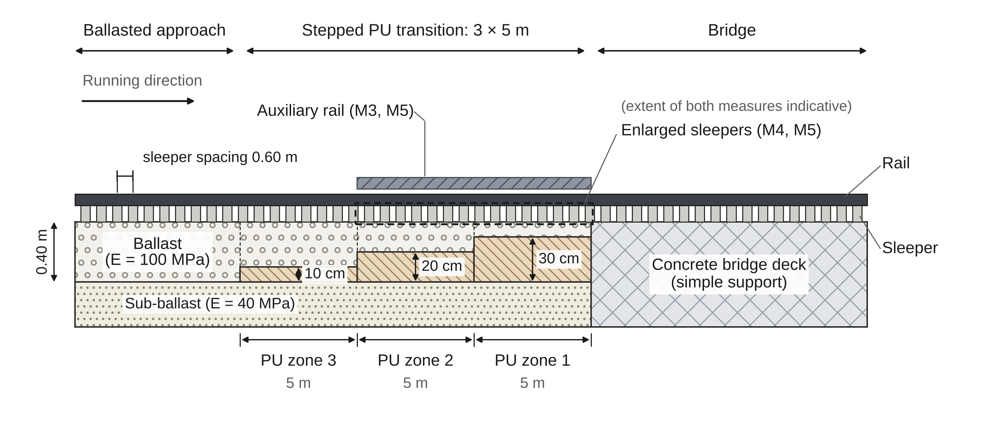 Ballasted approach
Stepped PU transition: 3 × 5 m
Bridge
Running direction
Auxiliary rail (M3, M5)
(extent of both measures indicative)
Enlarged sleepers (M4, M5)
sleeper spacing 0.60 m
Rail
0.40 m
Ballast
(E = 100 MPa)
10 cm
20 cm
30 cm
Sleeper
Concrete bridge deck
(simple support)
Sub-ballast (E = 40 MPa)
PU zone 3
PU zone 2
PU zone 1
5 m
5 m
5 m